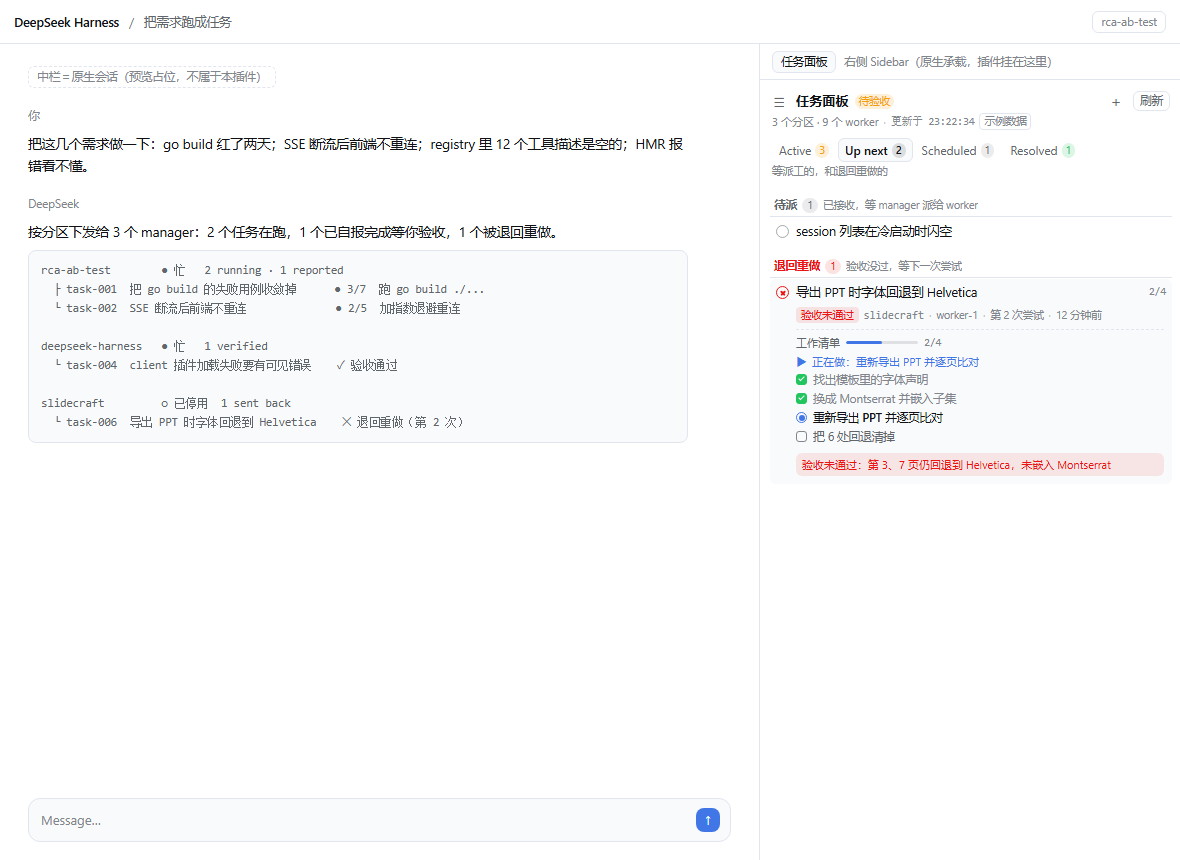 DeepSeek Harness / 把需求跑成任务
rca-ab-test
中栏＝原生会话（预览占位，不属于本插件）
你
把这几个需求做一下：go build 红了两天；SSE 断流后前端不重连；registry 里 12 个工具描述是空的；HMR 报
错看不懂。
DeepSeek
按分区下发给 3 个 manager：2 个任务在跑，1 个已自报完成等你验收，1 个被退回重做。
rca-ab-test ● 忙 2 running · 1 reported
├ task-001 把 go build 的失败用例收敛掉 ● 3/7 跑 go build ./...
└ task-002 SSE 断流后前端不重连 ● 2/5 加指数退避重连
deepseek-harness ● 忙 1 verified
└ task-004 client 插件加载失败要有可见错误 ✓ 验收通过
slidecraft ○ 已停用 1 sent back
└ task-006 导出 PPT 时字体回退到 Helvetica ✕ 退回重做（第 2 次）
Message...
↑
任务面板 右侧 Sidebar（原生承载，插件挂在这里）
☰ 任务面板 待验收 + 刷新
3 个分区 · 9 个 worker · 更新于 23:22:34 示例数据
Active 3 Up next 2 Scheduled 1 Resolved 1
等派工的，和退回重做的
待派 1 已接收，等 manager 派给 worker
session 列表在冷启动时闪空
退回重做 1 验收没过，等下一次尝试
导出 PPT 时字体回退到 Helvetica 2/4
验收未通过 slidecraft · worker-1 · 第 2 次尝试 · 12 分钟前
工作清单 2/4
▶ 正在做：重新导出 PPT 并逐页比对
找出模板里的字体声明
换成 Montserrat 并嵌入子集
重新导出 PPT 并逐页比对
把 6 处回退清掉
验收未通过：第 3、7 页仍回退到 Helvetica，未嵌入 Montserrat